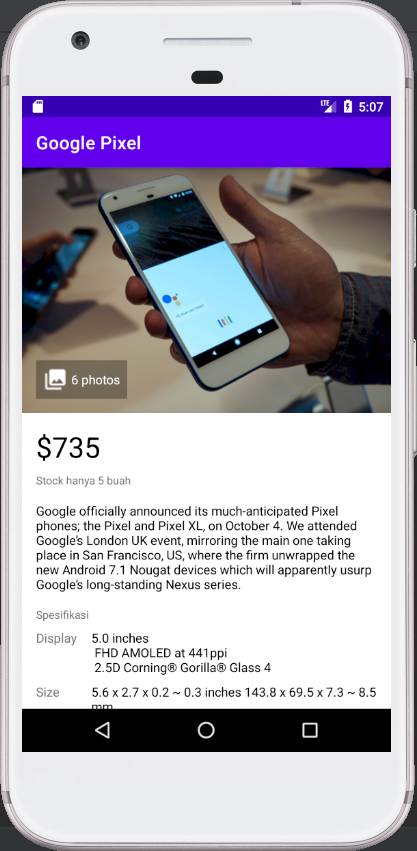 LTE 5:07
Google Pixel
6 photos
$735
Stock hanya 5 buah
Google officially announced its much-anticipated Pixel
phones; the Pixel and Pixel XL, on October 4. We attended
Google's London UK event, mirroring the main one taking
place in San Francisco, US, where the firm unwrapped the
new Android 7.1 Nougat devices which will apparently usurp
Google's long-standing Nexus series.
Spesifikasi
Display 5.0 inches
FHD AMOLED at 441ppi
2.5D Corning® Gorilla® Glass 4
Size 5.6 x 2.7 x 0.2 ~ 0.3 inches 143.8 x 69.5 x 7.3 ~ 8.5
mm